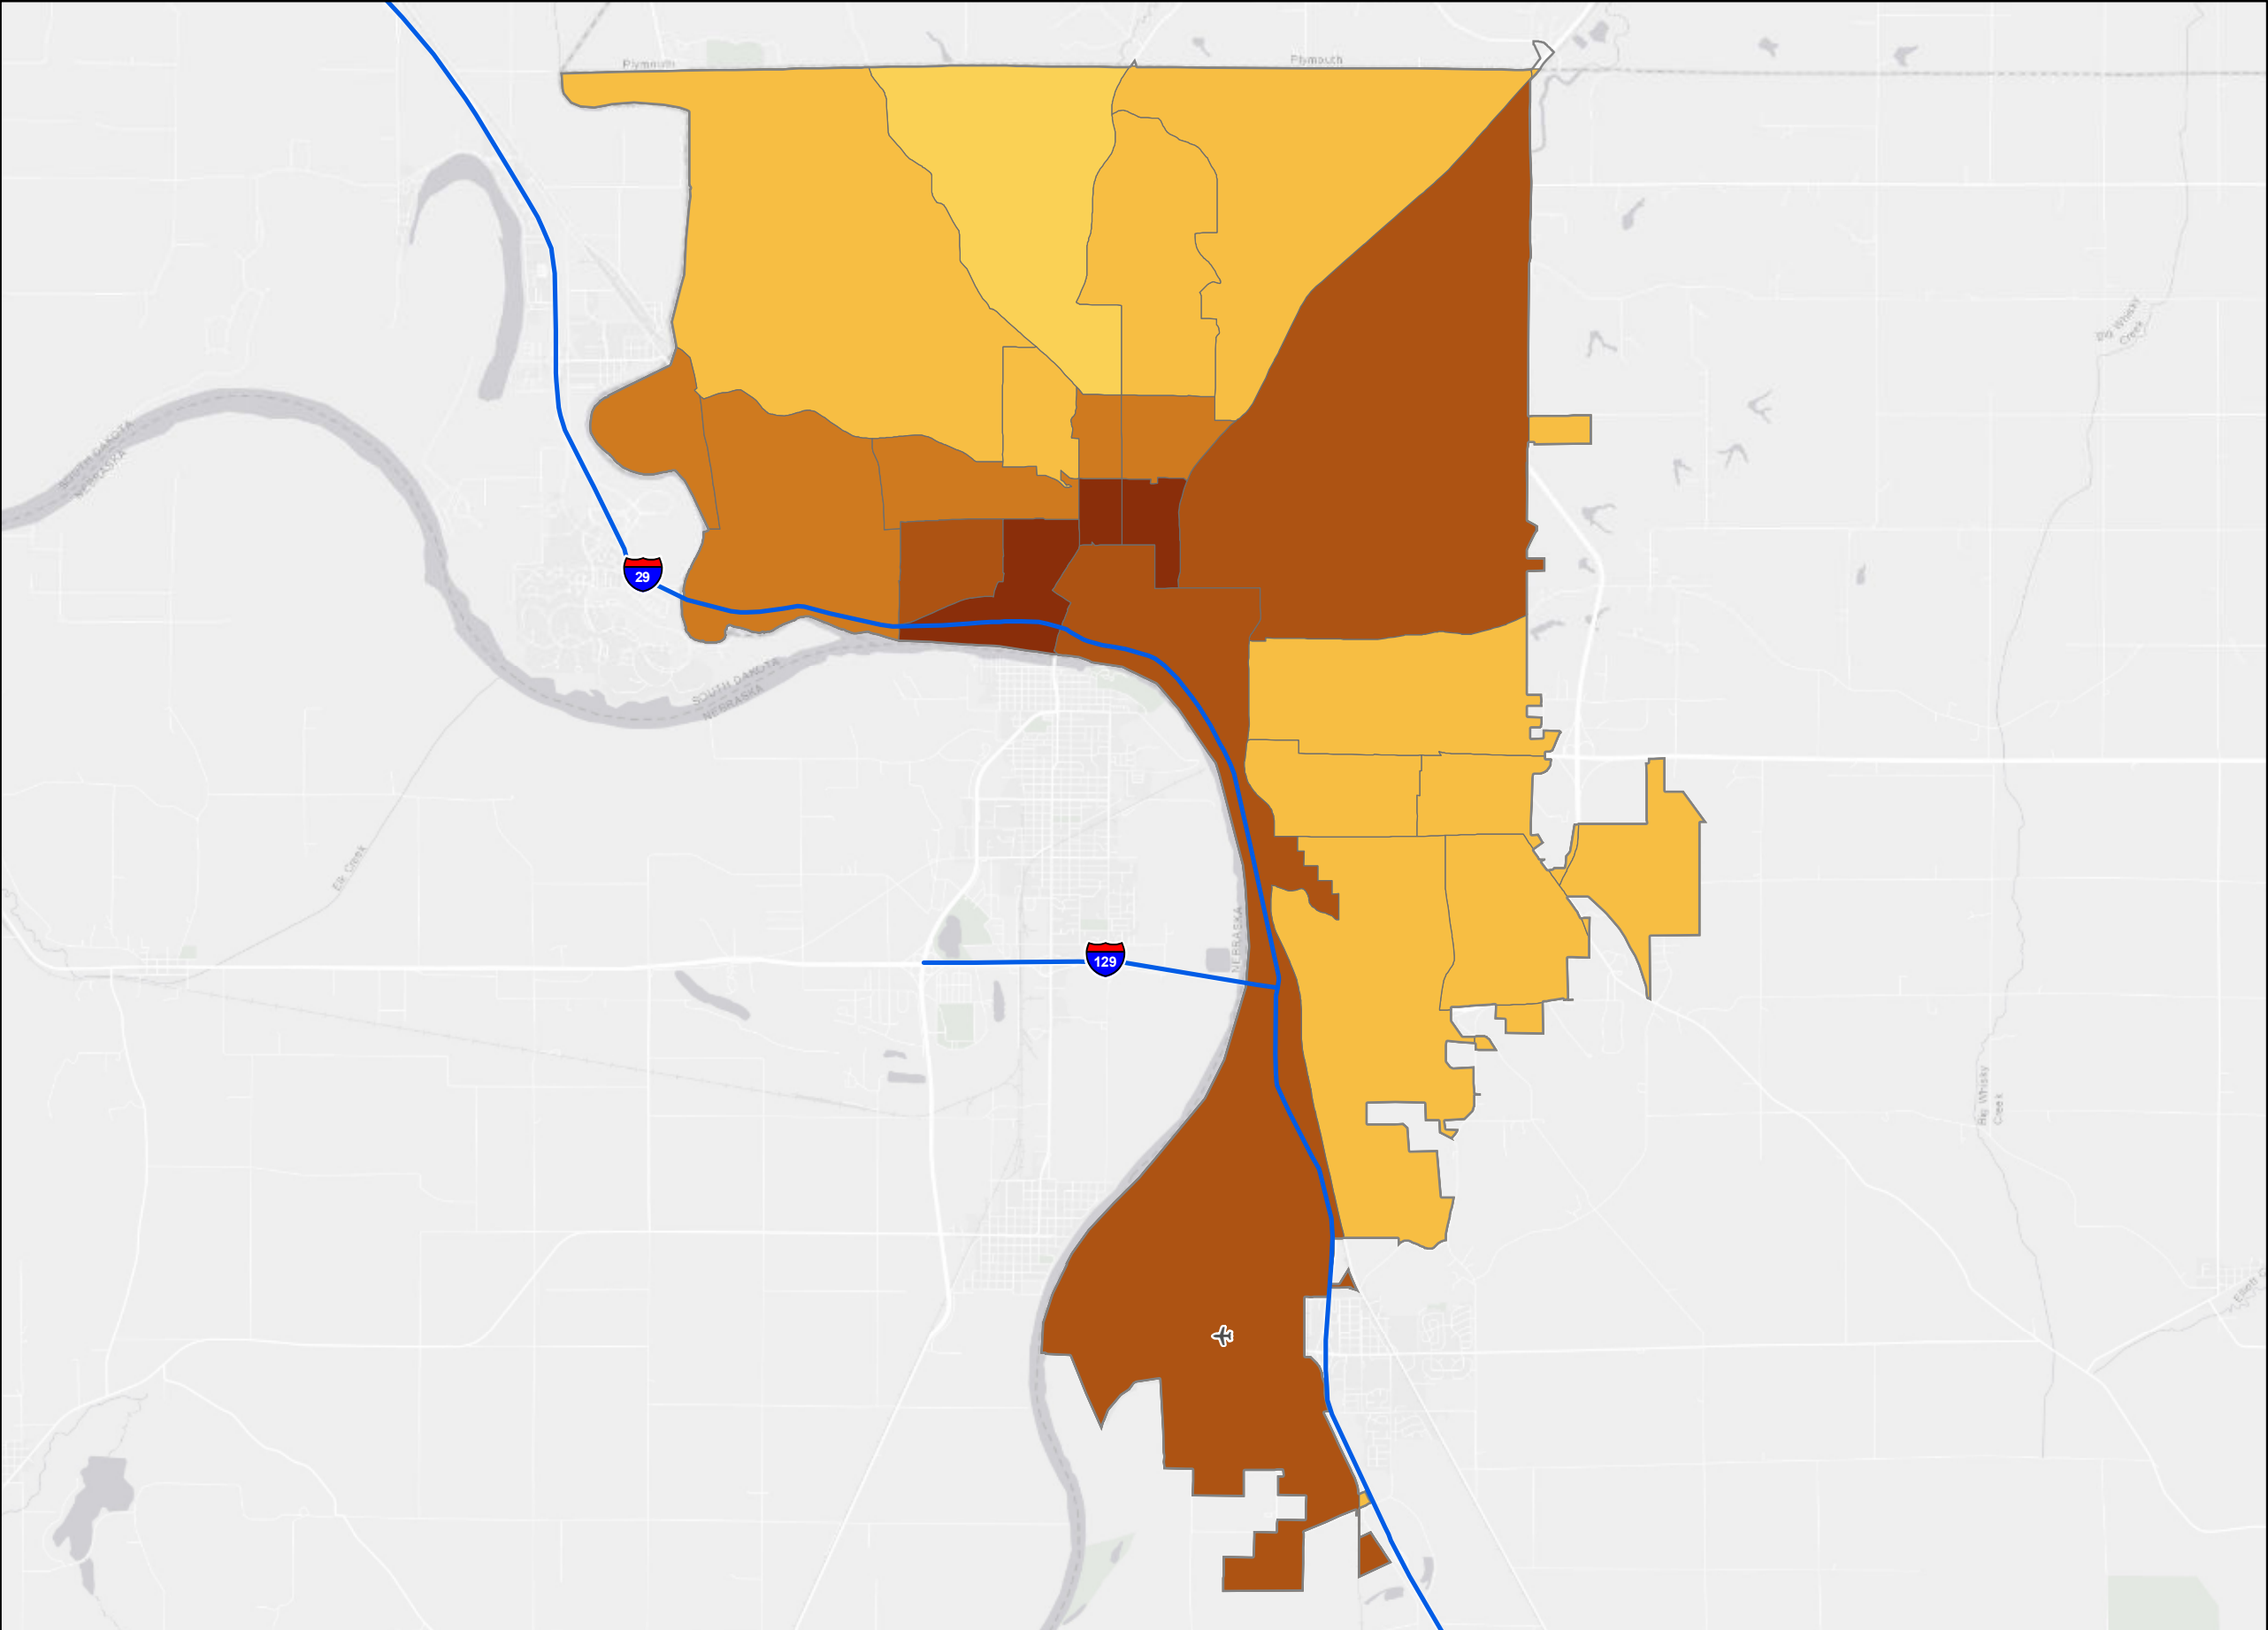 Plymouth
Plymouth
Big Whisky
Creek
SOUTH DAKOTA
NEBRASKA
29
SOUTH DAKOTA
NEBRASKA
Elk Creek
NEBRASKA
129
Big Whisky
Creek